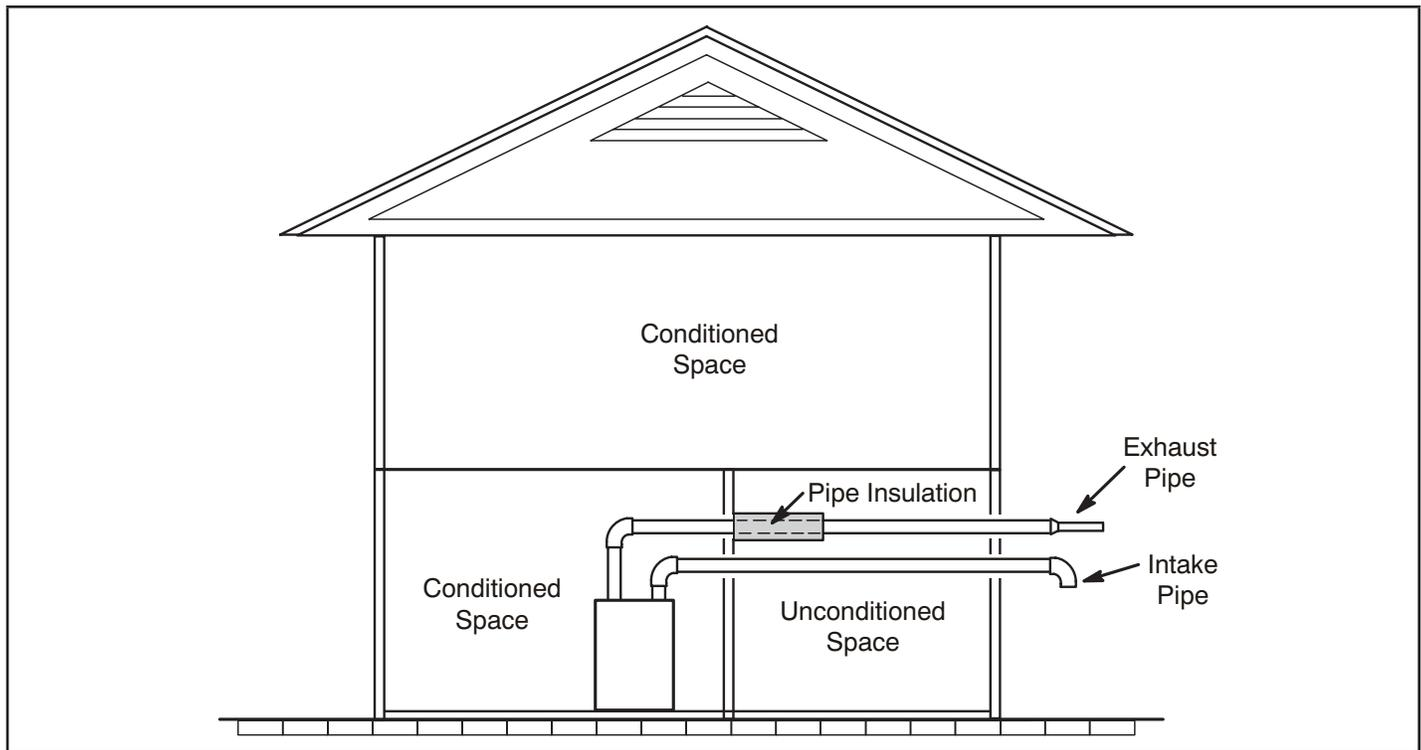 Conditioned
Space
Exhaust
Pipe
Pipe Insulation
Intake
Pipe
Conditioned
Space
Unconditioned
Space